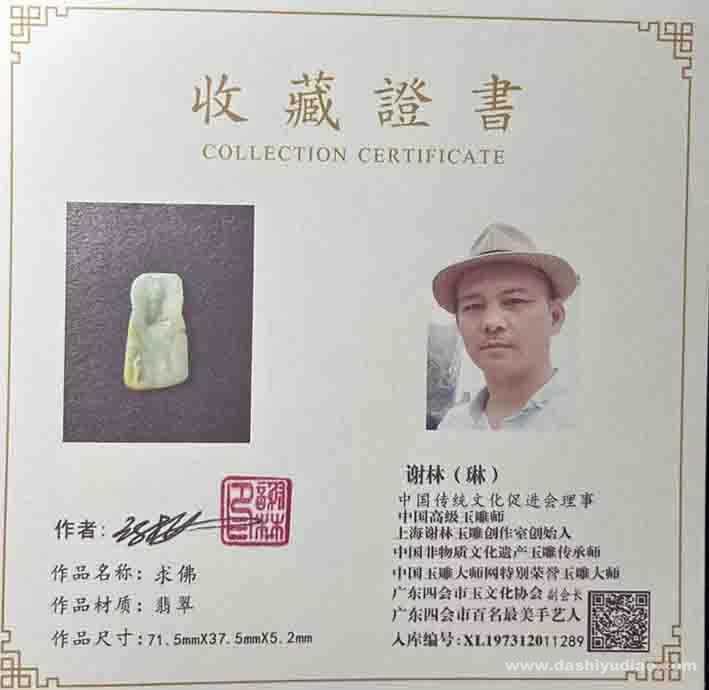 收藏證書
COLLECTION CERTIFICATE
作者：
作品名称：求佛
作品材质：翡翠
作品尺寸：71.5mmX37.5mmX5.2mm
谢林（琳）
中国传统文化促进会理事
中国高级玉雕师
上海谢林玉雕创作室创始人
中国非物质文化遗产玉雕传承师
中国玉雕大师网特别荣誉玉雕大师
广东四会市玉文化协会 副会长
广东四会市百名最美手艺人
入库编号:XL197312011289
www.dashiyudiao.com